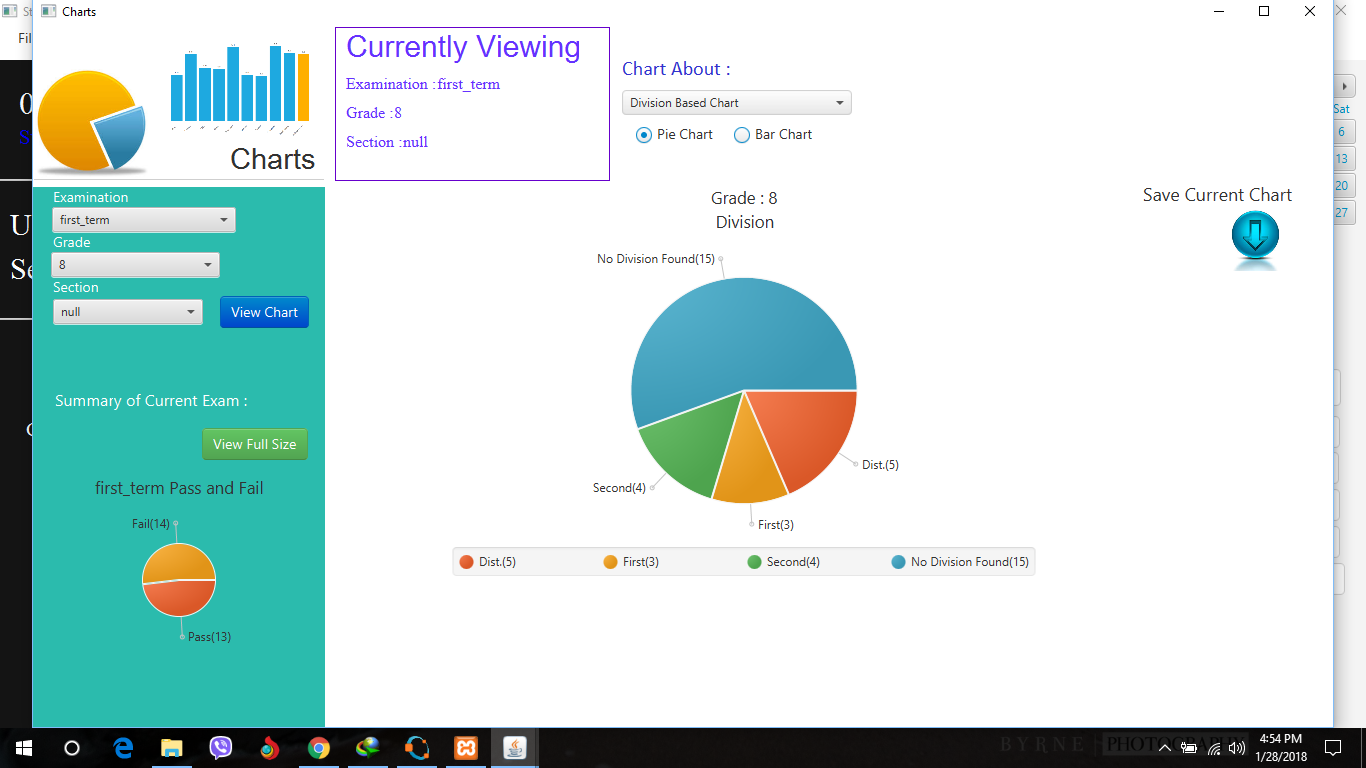 Charts
Fil
Charts
Currently Viewing
Examination :first_term
Grade :8
Section :null
Chart About :
Division Based Chart
Pie Chart
Bar Chart
Sat
6
13
20
27
Examination
first_term
Grade
8
Section
null
View Chart
Summary of Current Exam :
View Full Size
first_term Pass and Fail
Fail(14)
Pass(13)
Grade : 8
Division
No Division Found(15)
Dist.(5)
Second(4)
First(3)
Dist.(5) First(3) Second(4) No Division Found(15)
Save Current Chart
BYRNE PHOTOGRAPHY
4:54 PM
1/28/2018